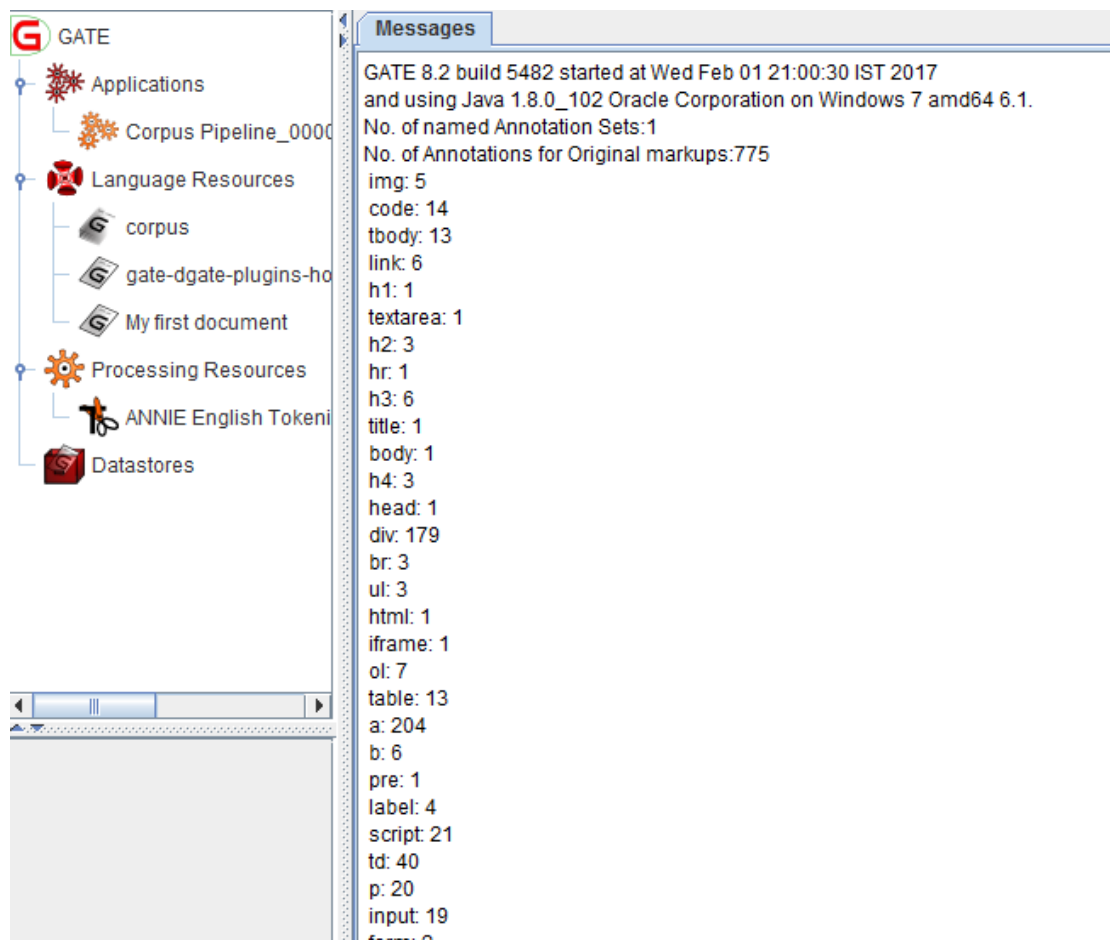 GATE
Applications
Corpus Pipeline_0000
Language Resources
corpus
gate-dgate-plugins-ho
My first document
Processing Resources
ANNIE English Tokeni
Datastores
Messages
GATE 8.2 build 5482 started at Wed Feb 01 21:00:30 IST 2017
and using Java 1.8.0_102 Oracle Corporation on Windows 7 amd64 6.1.
No. of named Annotation Sets:1
No. of Annotations for Original markups:775
img: 5
code: 14
tbody: 13
link: 6
h1: 1
textarea: 1
h2: 3
hr: 1
h3: 6
title: 1
body: 1
h4: 3
head: 1
div: 179
br: 3
ul: 3
html: 1
iframe: 1
ol: 7
table: 13
a: 204
b: 6
pre: 1
label: 4
script: 21
td: 40
p: 20
input: 19